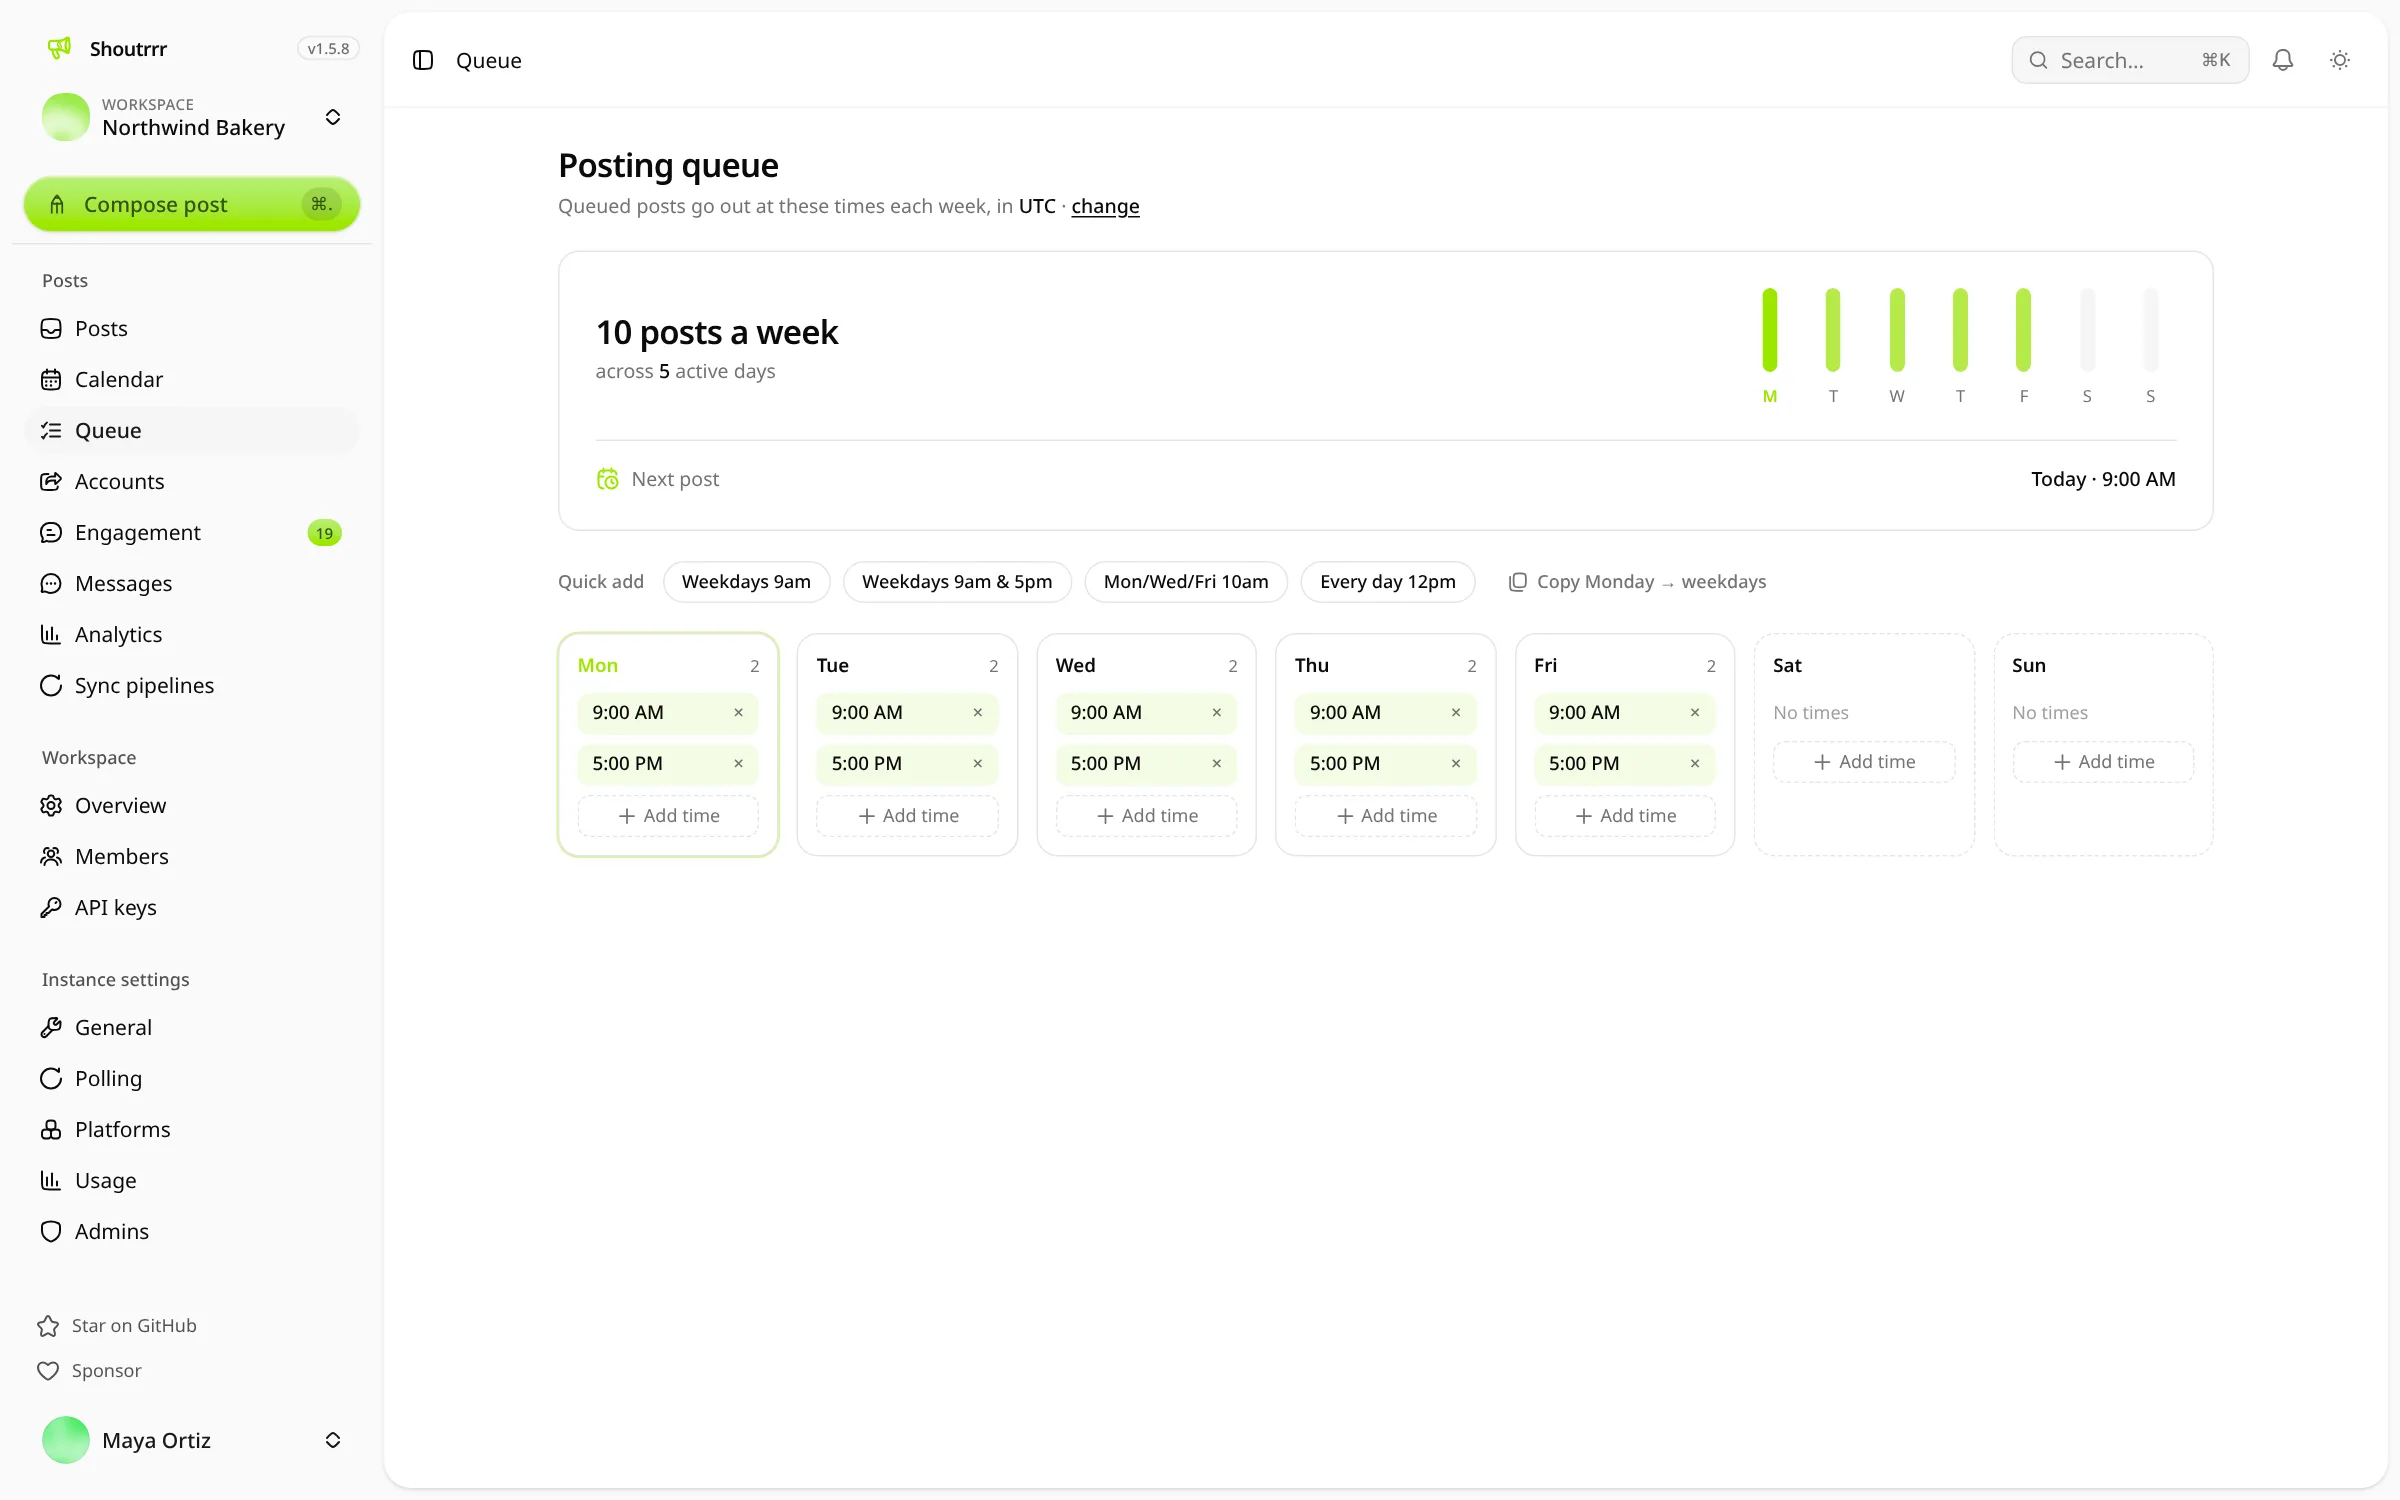 Shoutrrr
v1.5.8
WORKSPACE
Northwind Bakery
Compose post
⌘.
Posts
Posts
Calendar
Queue
Accounts
Engagement
19
Messages
Analytics
Sync pipelines
Workspace
Overview
Members
API keys
Instance settings
General
Polling
Platforms
Usage
Admins
Star on GitHub
Sponsor
Maya Ortiz
Queue
Search...
⌘K
Posting queue
Queued posts go out at these times each week, in UTC · change
10 posts a week
across 5 active days
M T W T F S S
Next post
Today · 9:00 AM
Quick add
Weekdays 9am
Weekdays 9am & 5pm
Mon/Wed/Fri 10am
Every day 12pm
Copy Monday → weekdays
Mon 2
9:00 AM ×
5:00 PM ×
+ Add time
Tue 2
9:00 AM ×
5:00 PM ×
+ Add time
Wed 2
9:00 AM ×
5:00 PM ×
+ Add time
Thu 2
9:00 AM ×
5:00 PM ×
+ Add time
Fri 2
9:00 AM ×
5:00 PM ×
+ Add time
Sat
No times
+ Add time
Sun
No times
+ Add time